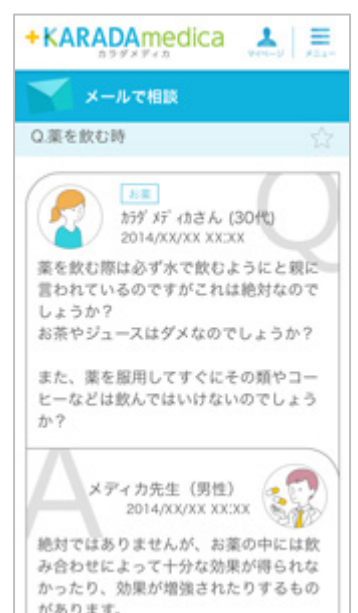 +KARADAmedica
カラダメディカ
マイページ
メニュー
メールで相談
Q.薬を飲む時
Q
お薬
カラダメディカさん (30代)
2014/XX/XX XX:XX
薬を飲む際は必ず水で飲むようにと親に
言われているのですがこれは絶対なので
しょうか?
お茶やジュースはダメなのでしょうか?
また、薬を服用してすぐにその類やコー
ヒーなどは飲んではいけないのでしょう
か?
A
メディカ先生 (男性)
2014/XX/XX XX:XX
絶対ではありませんが、お薬の中には飲
み合わせによって十分な効果が得られな
かったり、効果が増強されたりするもの
があります。